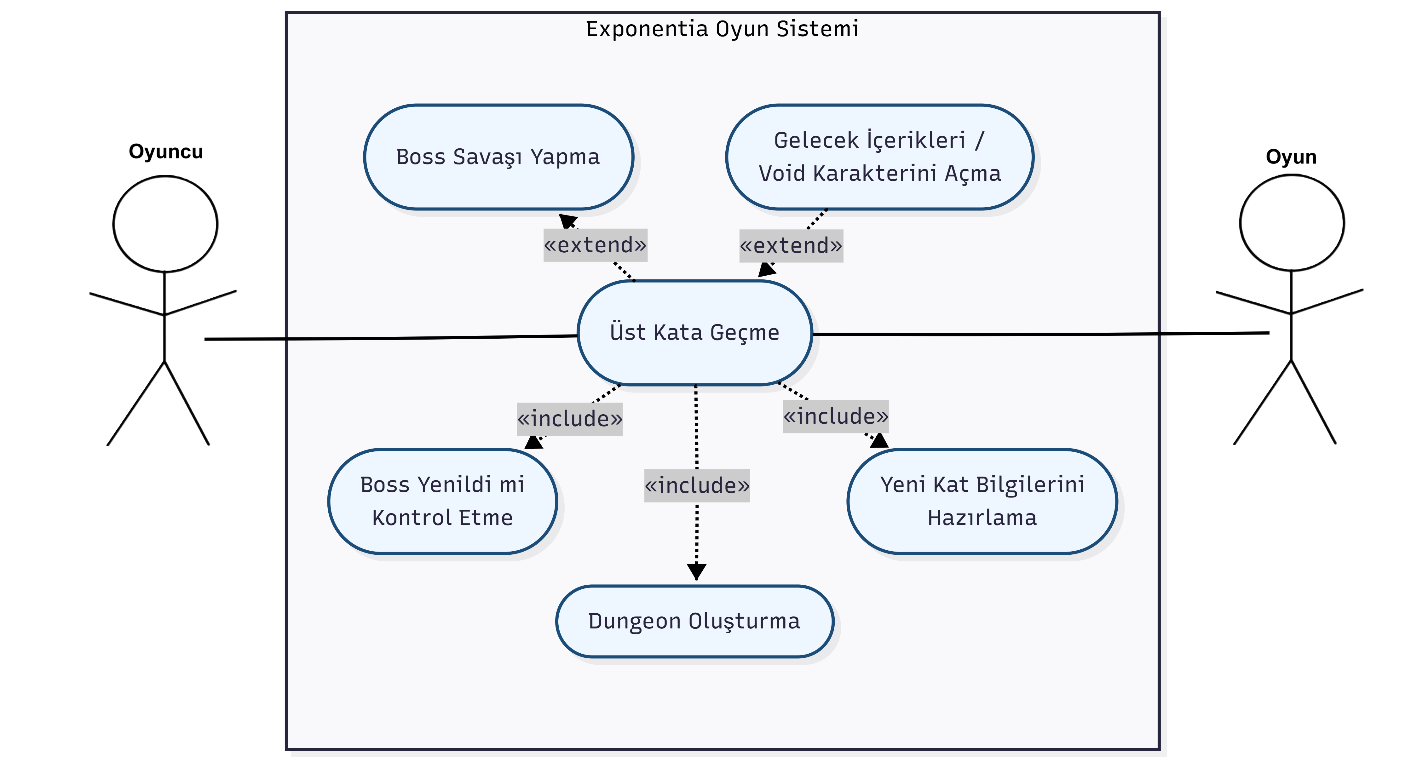 Exponentia Oyun Sistemi
Oyuncu
Oyun
Boss Savaşı Yapma
Gelecek İçerikleri /
Void Karakterini Açma
«extend»
«extend»
Üst Kata Geçme
«include»
«include»
«include»
Boss Yenildi mi
Kontrol Etme
Yeni Kat Bilgilerini
Hazırlama
Dungeon Oluşturma